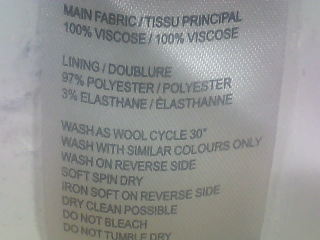 MAIN FABRIC / TISSU PRINCIPAL
100% VISCOSE / 100% VISCOSE
LINING / DOUBLURE
97% POLYESTER / POLYESTER
3% ELASTHANE / ÉLASTHANNE
WASH AS WOOL CYCLE 30°
WASH WITH SIMILAR COLOURS ONLY
WASH ON REVERSE SIDE
SOFT SPIN DRY
IRON SOFT ON REVERSE SIDE
DRY CLEAN POSSIBLE
DO NOT BLEACH
DO NOT TUMBLE DRY